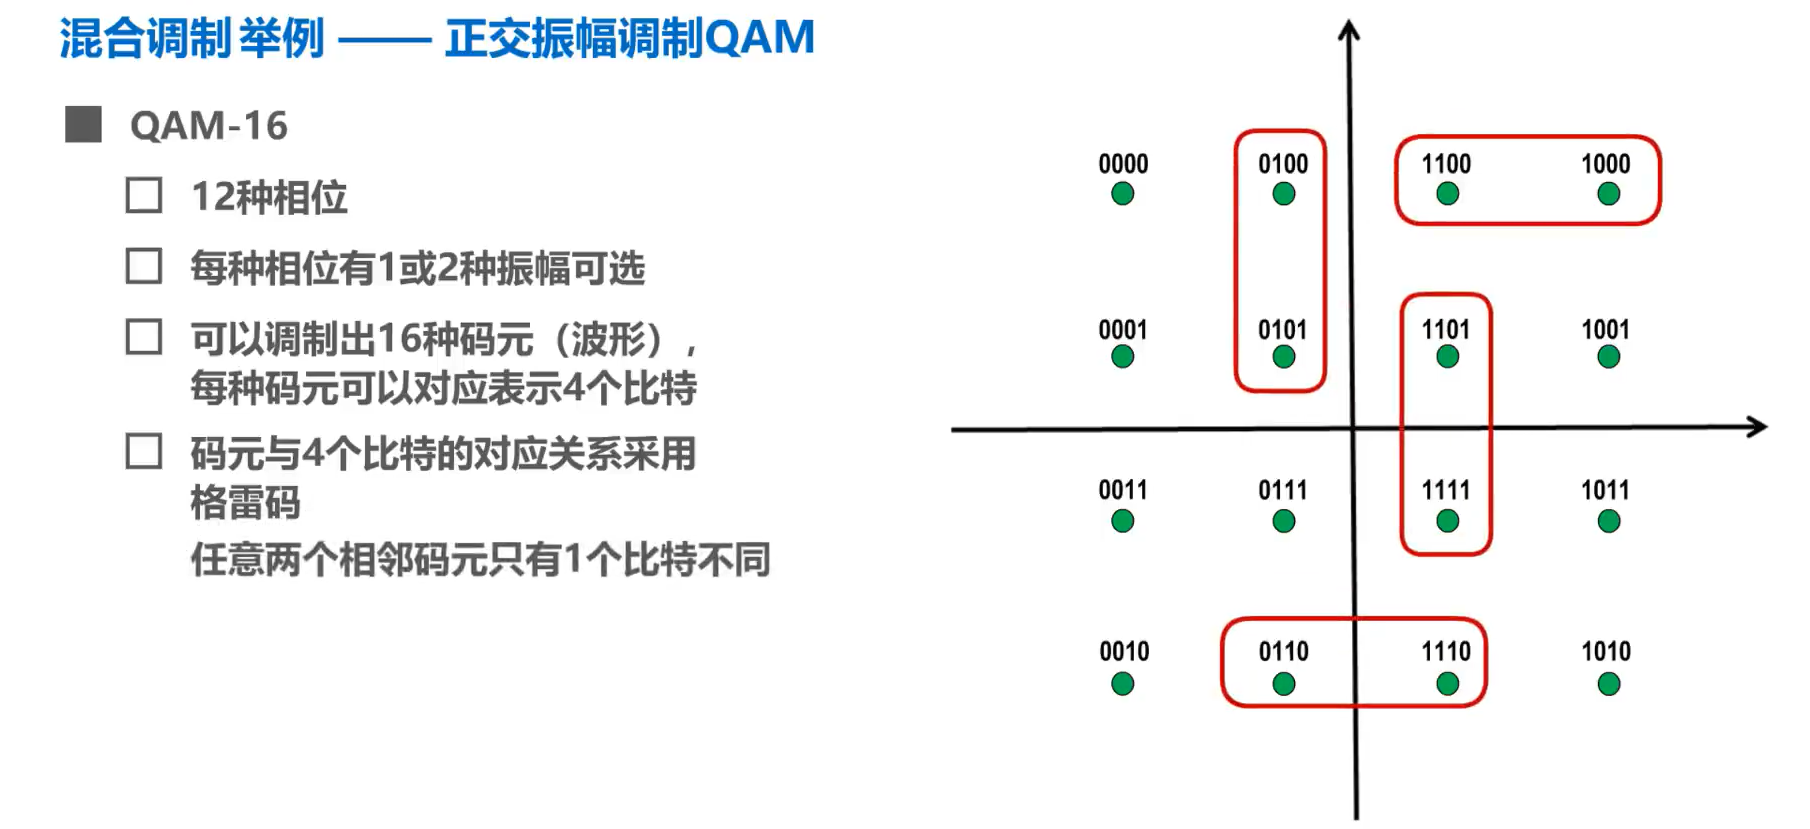 混合调制 举例 —— 正交振幅调制QAM
QAM-16
12种相位
每种相位有1或2种振幅可选
可以调制出16种码元（波形），
每种码元可以对应表示4个比特
码元与4个比特的对应关系采用
格雷码
任意两个相邻码元只有1个比特不同
0000 0100 1100 1000
0001 0101 1101 1001
0011 0111 1111 1011
0010 0110 1110 1010